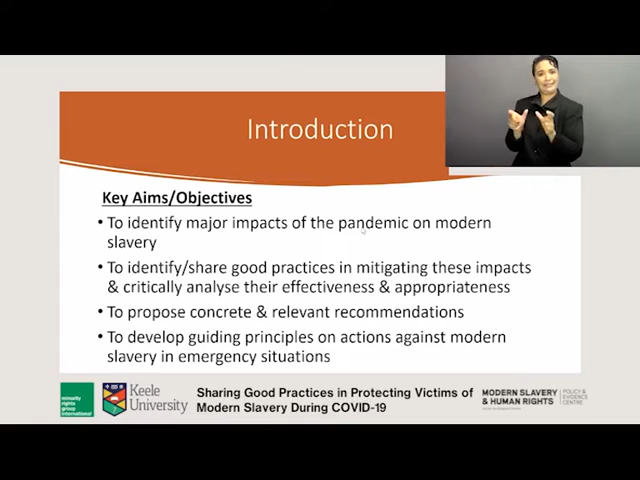 Introduction
Key Aims/Objectives
• To identify major impacts of the pandemic on modern
slavery
• To identify/share good practices in mitigating these impacts
& critically analyse their effectiveness & appropriateness
• To propose concrete & relevant recommendations
• To develop guiding principles on actions against modern
slavery in emergency situations
minority
rights
group
international
Keele
University
Sharing Good Practices in Protecting Victims of
Modern Slavery During COVID-19
MODERN SLAVERY
& HUMAN RIGHTS
POLICY &
EVIDENCE
CENTRE